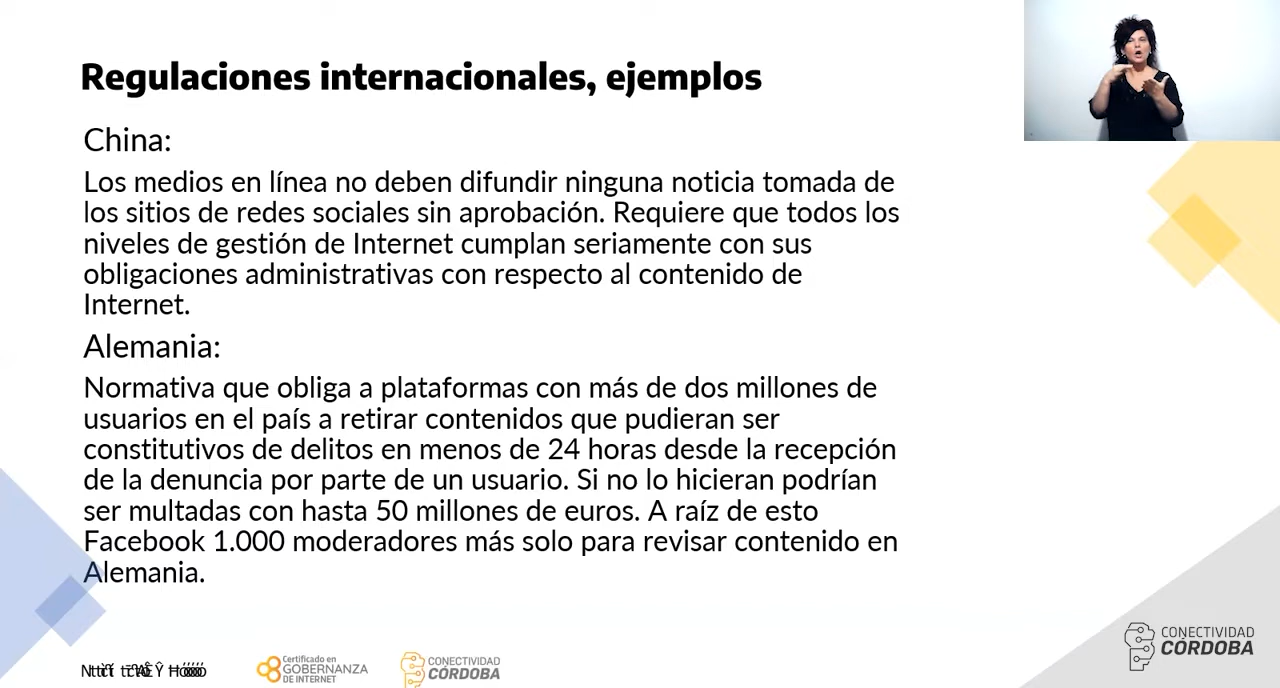 Regulaciones internacionales, ejemplos
China:
Los medios en línea no deben difundir ninguna noticia tomada de
los sitios de redes sociales sin aprobación. Requiere que todos los
niveles de gestión de Internet cumplan seriamente con sus
obligaciones administrativas con respecto al contenido de
Internet.
Alemania:
Normativa que obliga a plataformas con más de dos millones de
usuarios en el país a retirar contenidos que pudieran ser
constitutivos de delitos en menos de 24 horas desde la recepción
de la denuncia por parte de un usuario. Si no lo hicieran podrían
ser multadas con hasta 50 millones de euros. A raíz de esto
Facebook 1.000 moderadores más solo para revisar contenido en
Alemania.
Certificado en
GOBERNANZA
DE INTERNET
CONECTIVIDAD
CÓRDOBA
CONECTIVIDAD
CÓRDOBA